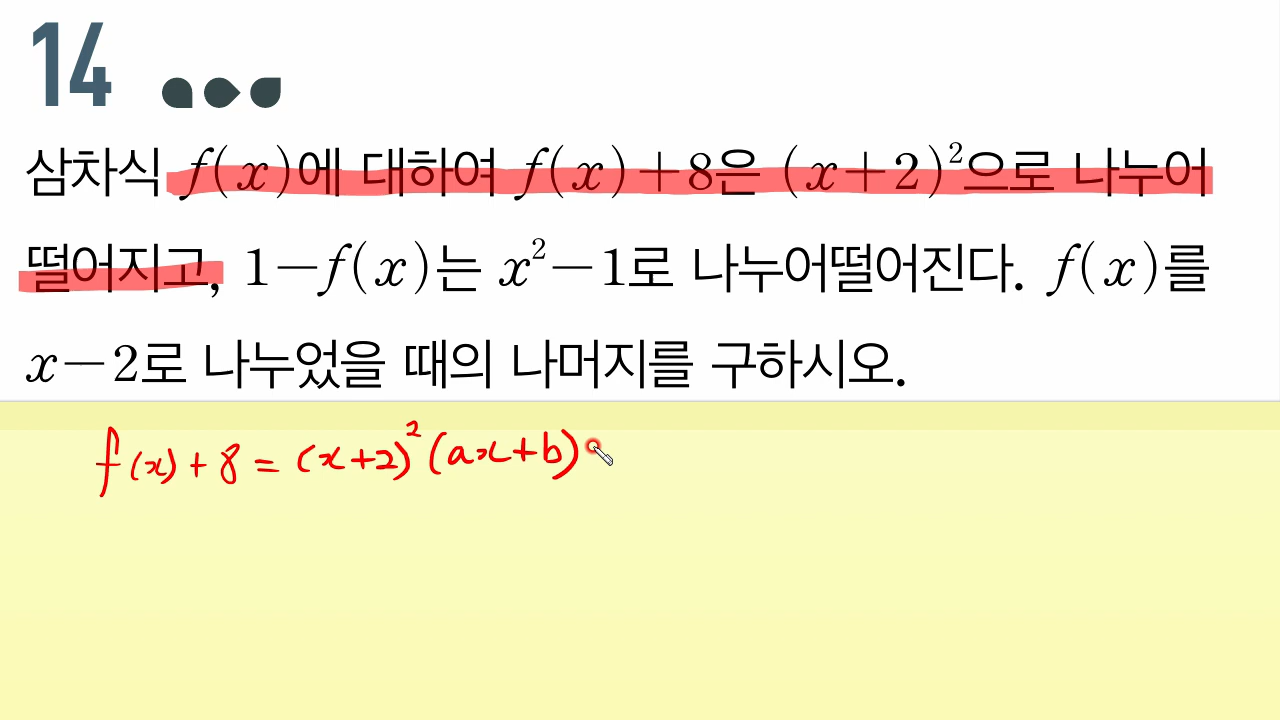 14
삼차식 f(x)에 대하여 f(x)+8은 (x+2)²으로 나누어
떨어지고, 1−f(x)는 x²−1로 나누어떨어진다. f(x)를
x−2로 나누었을 때의 나머지를 구하시오.
f(x)+8=(x+2)²(ax+b)